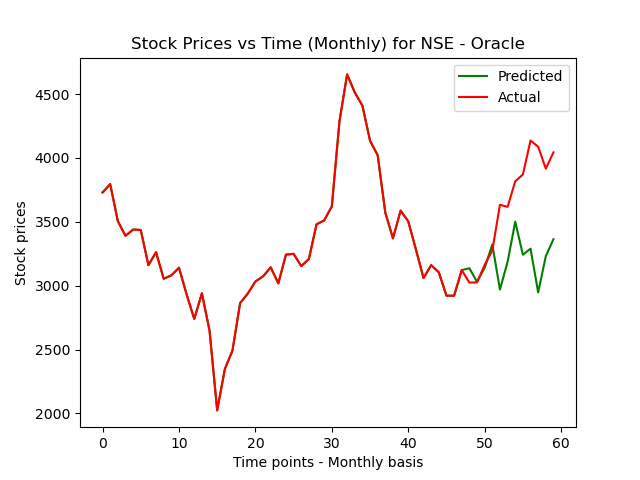 Stock Prices vs Time (Monthly) for NSE - Oracle
Predicted
Actual
4500
4000
3500
3000
2500
2000
Stock prices
0 10 20 30 40 50 60
Time points - Monthly basis